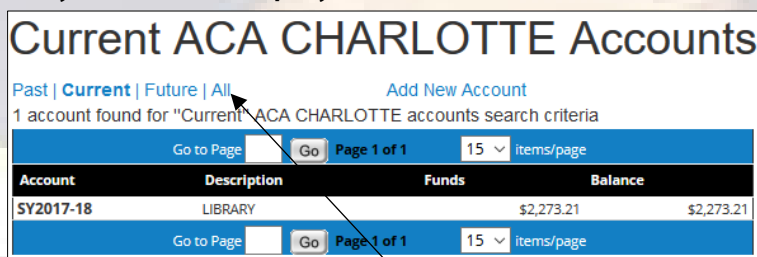 Current ACA CHARLOTTE Accounts
Past | Current | Future | All Add New Account
1 account found for "Current" ACA CHARLOTTE accounts search criteria
Go to Page Go Page 1 of 1 15 items/page
Account Description Funds Balance
SY2017-18 LIBRARY $2,273.21 $2,273.21
Go to Page Go Page 1 of 1 15 items/page